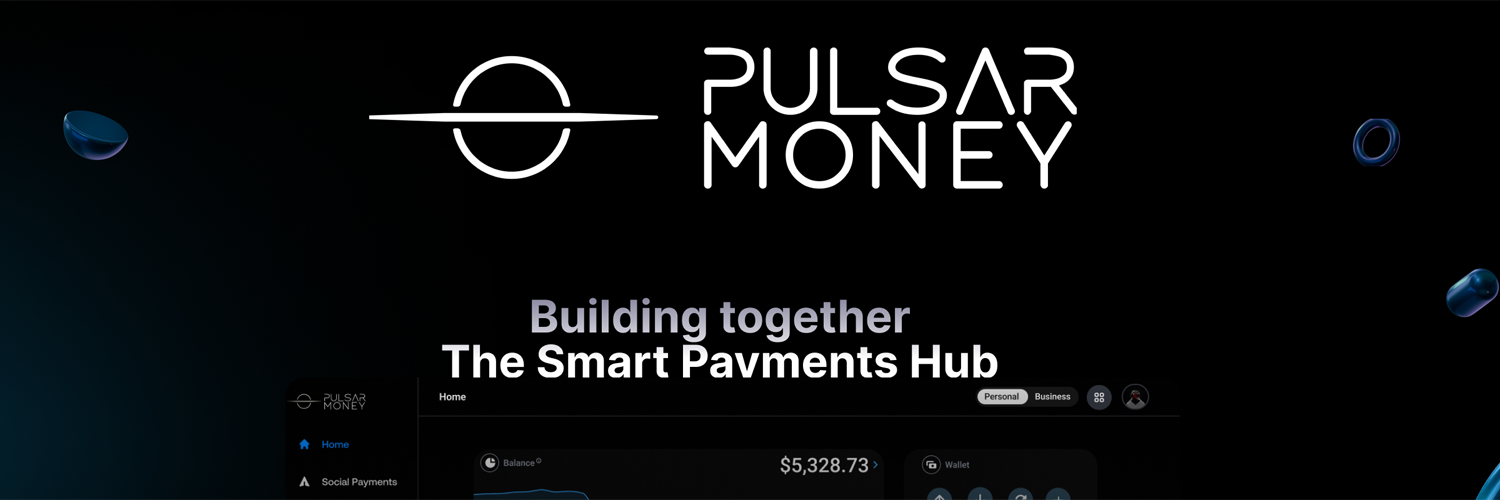 PULSAR
MONEY
Building together
The Smart Payments Hub
PULSAR
MONEY
Home
Personal
Business
Home
Balance
$5,328.73
Wallet
Social Payments